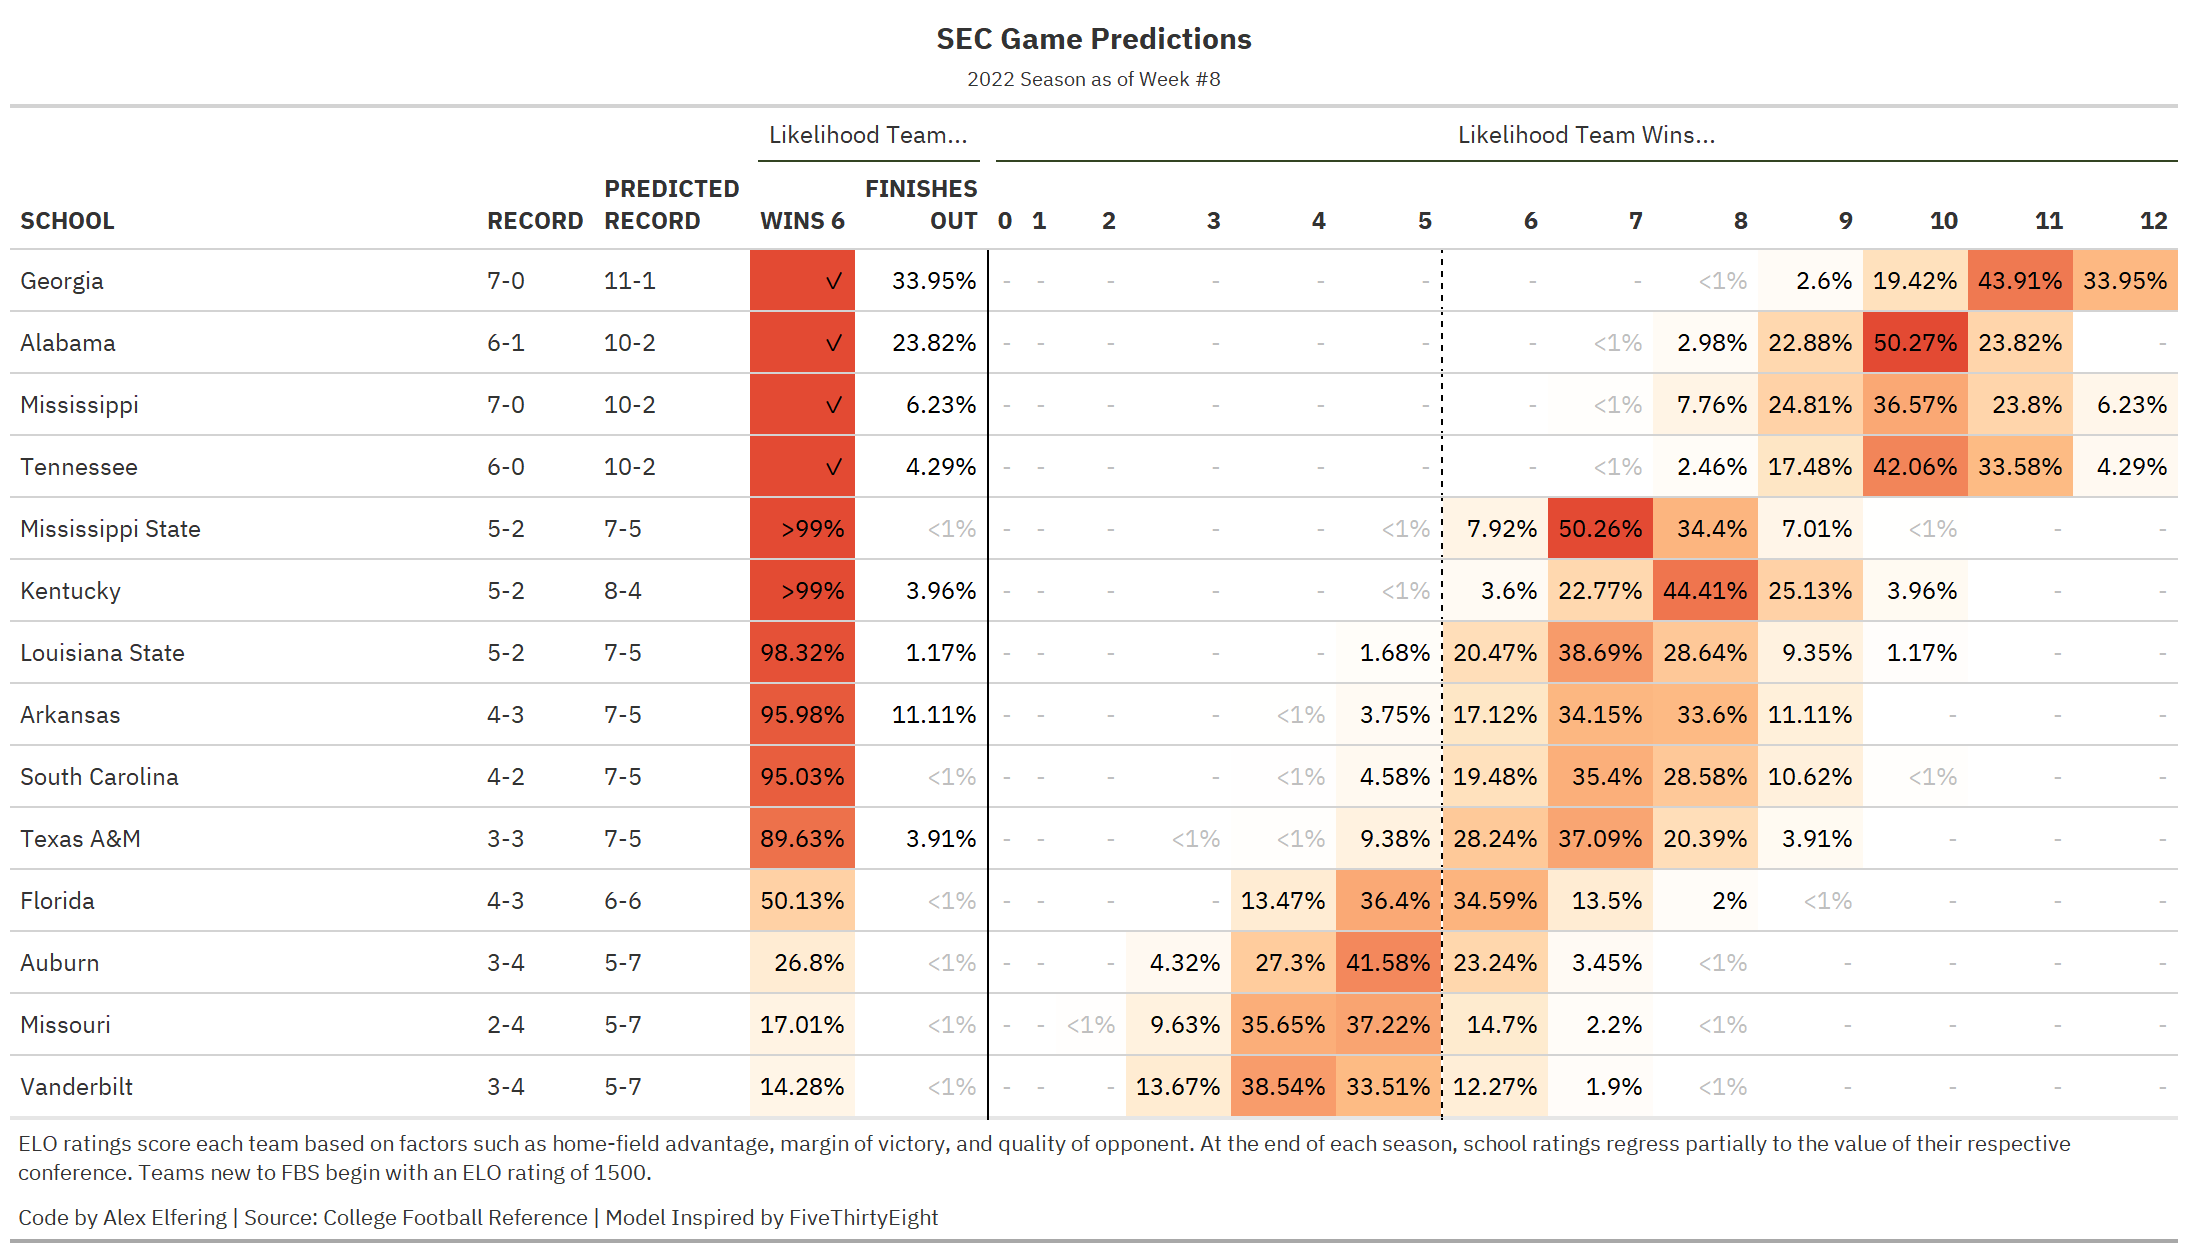 SEC Game Predictions
2022 Season as of Week #8
Likelihood Team... Likelihood Team Wins...
PREDICTED FINISHES
SCHOOL RECORD RECORD WINS 6 OUT 0 1 2 3 4 5 6 7 8 9 10 11 12
Georgia 7-0 11-1 ✓ 33.95% - - - - - - - - <1% 2.6% 19.42% 43.91% 33.95%
Alabama 6-1 10-2 ✓ 23.82% - - - - - - - <1% 2.98% 22.88% 50.27% 23.82% -
Mississippi 7-0 10-2 ✓ 6.23% - - - - - - - <1% 7.76% 24.81% 36.57% 23.8% 6.23%
Tennessee 6-0 10-2 ✓ 4.29% - - - - - - - <1% 2.46% 17.48% 42.06% 33.58% 4.29%
Mississippi State 5-2 7-5 >99% <1% - - - - - <1% 7.92% 50.26% 34.4% 7.01% <1% - -
Kentucky 5-2 8-4 >99% 3.96% - - - - - <1% 3.6% 22.77% 44.41% 25.13% 3.96% - -
Louisiana State 5-2 7-5 98.32% 1.17% - - - - - 1.68% 20.47% 38.69% 28.64% 9.35% 1.17% - -
Arkansas 4-3 7-5 95.98% 11.11% - - - - <1% 3.75% 17.12% 34.15% 33.6% 11.11% - - -
South Carolina 4-2 7-5 95.03% <1% - - - - <1% 4.58% 19.48% 35.4% 28.58% 10.62% <1% - -
Texas A&M 3-3 7-5 89.63% 3.91% - - - <1% <1% 9.38% 28.24% 37.09% 20.39% 3.91% - - -
Florida 4-3 6-6 50.13% <1% - - - - 13.47% 36.4% 34.59% 13.5% 2% <1% - - -
Auburn 3-4 5-7 26.8% <1% - - - 4.32% 27.3% 41.58% 23.24% 3.45% <1% - - - -
Missouri 2-4 5-7 17.01% <1% - - <1% 9.63% 35.65% 37.22% 14.7% 2.2% <1% - - - -
Vanderbilt 3-4 5-7 14.28% <1% - - - 13.67% 38.54% 33.51% 12.27% 1.9% <1% - - - -
ELO ratings score each team based on factors such as home-field advantage, margin of victory, and quality of opponent. At the end of each season, school ratings regress partially to the value of their respective
conference. Teams new to FBS begin with an ELO rating of 1500.
Code by Alex Elfering | Source: College Football Reference | Model Inspired by FiveThirtyEight